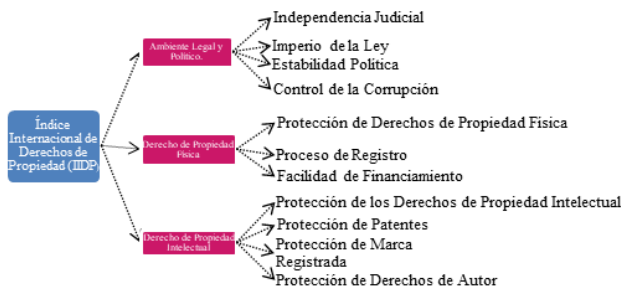 Índice
Internacional de
Derechos de
Propiedad (IIDP)
Ambiente Legal y
Político.
Independencia Judicial
Imperio de la Ley
Estabilidad Política
Control de la Corrupción
Derecho de Propiedad
Física
Protección de Derechos de Propiedad Física
Proceso de Registro
Facilidad de Financiamiento
Derecho de Propiedad
Intelectual
Protección de los Derechos de Propiedad Intelectual
Protección de Patentes
Protección de Marca
Registrada
Protección de Derechos de Autor